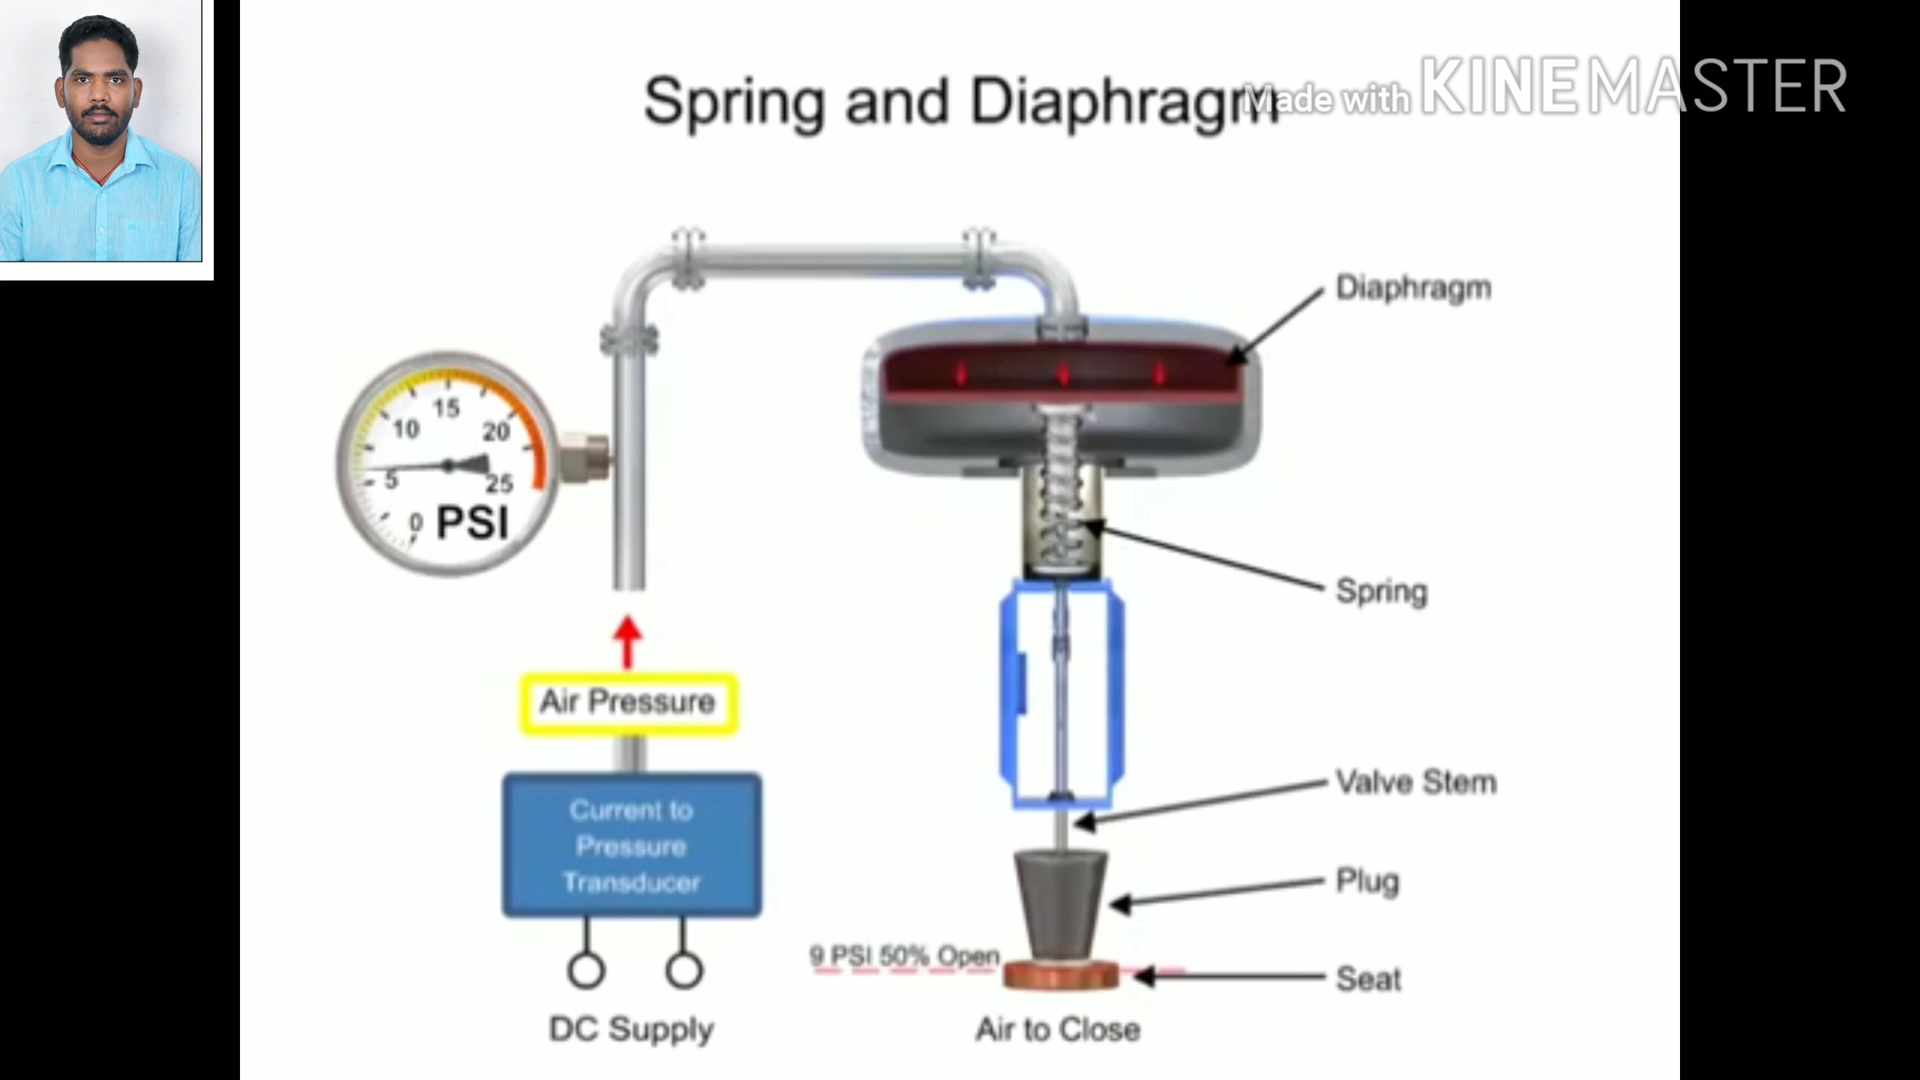 Spring and Diaphragm
Made with KINEMASTER
Diaphragm
15
10
20
5
25
0
PSI
Spring
Air Pressure
Current to
Pressure
Transducer
Valve Stem
Plug
9 PSI 50% Open
Seat
DC Supply
Air to Close